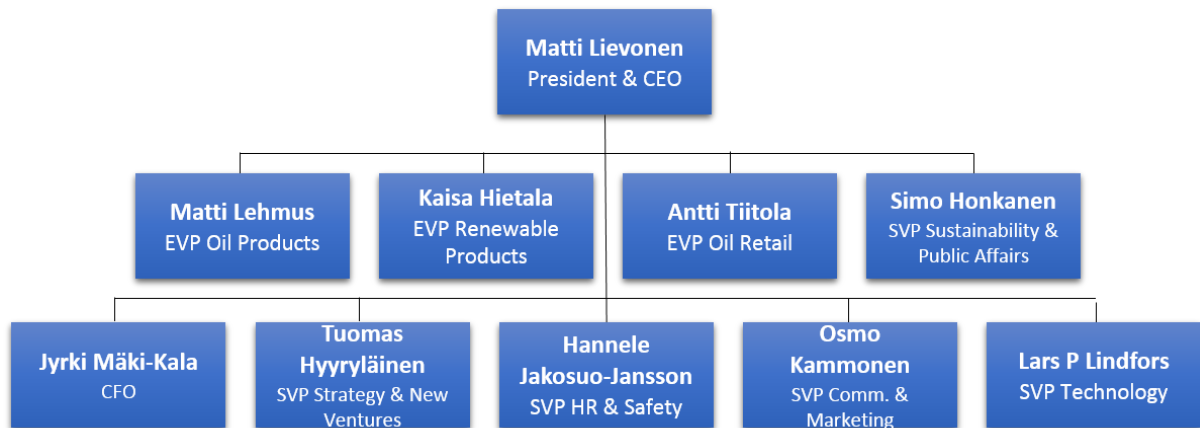 Matti Lievonen
President & CEO
Matti Lehmus
EVP Oil Products
Kaisa Hietala
EVP Renewable
Products
Antti Tiitola
EVP Oil Retail
Simo Honkanen
SVP Sustainability &
Public Affairs
Jyrki Mäki-Kala
CFO
Tuomas
Hyyryläinen
SVP Strategy & New
Ventures
Hannele
Jakosuo-Jansson
SVP HR & Safety
Osmo
Kammonen
SVP Comm. &
Marketing
Lars P Lindfors
SVP Technology